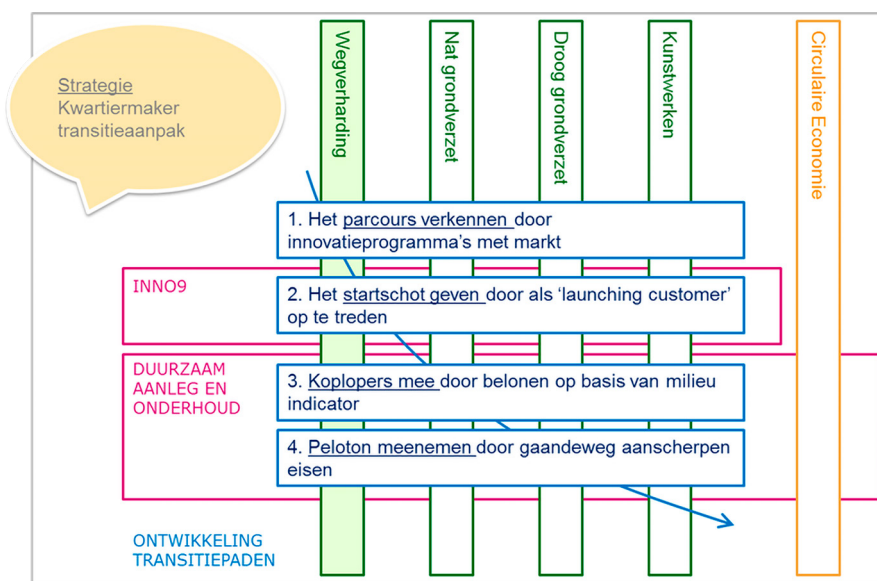 Strategie
Kwartiermaker
transitieaanpak
Wegverharding
Nat grondverzet
Droog grondverzet
Kunstwerken
Circulaire Economie
1. Het parcours verkennen door
innovatieprogramma's met markt
INNO9
2. Het startschot geven door als ‘launching customer’
op te treden
DUURZAAM
AANLEG EN
ONDERHOUD
3. Koplopers mee door belonen op basis van milieu
indicator
4. Peloton meenemen door gaandeweg aanscherpen
eisen
ONTWIKKELING
TRANSITIEPADEN